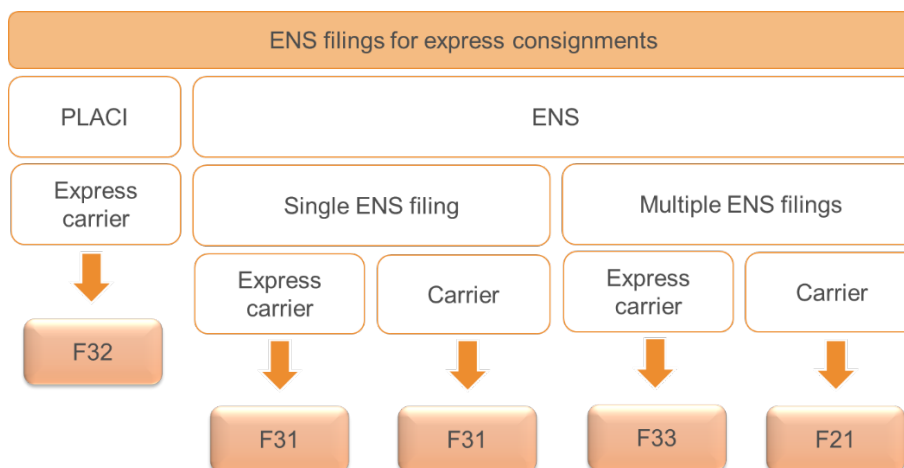 ENS filings for express consignments
PLACI
ENS
Express
carrier
Single ENS filing
Multiple ENS filings
Express
carrier
Carrier
Express
carrier
Carrier
F32
F31
F31
F33
F21